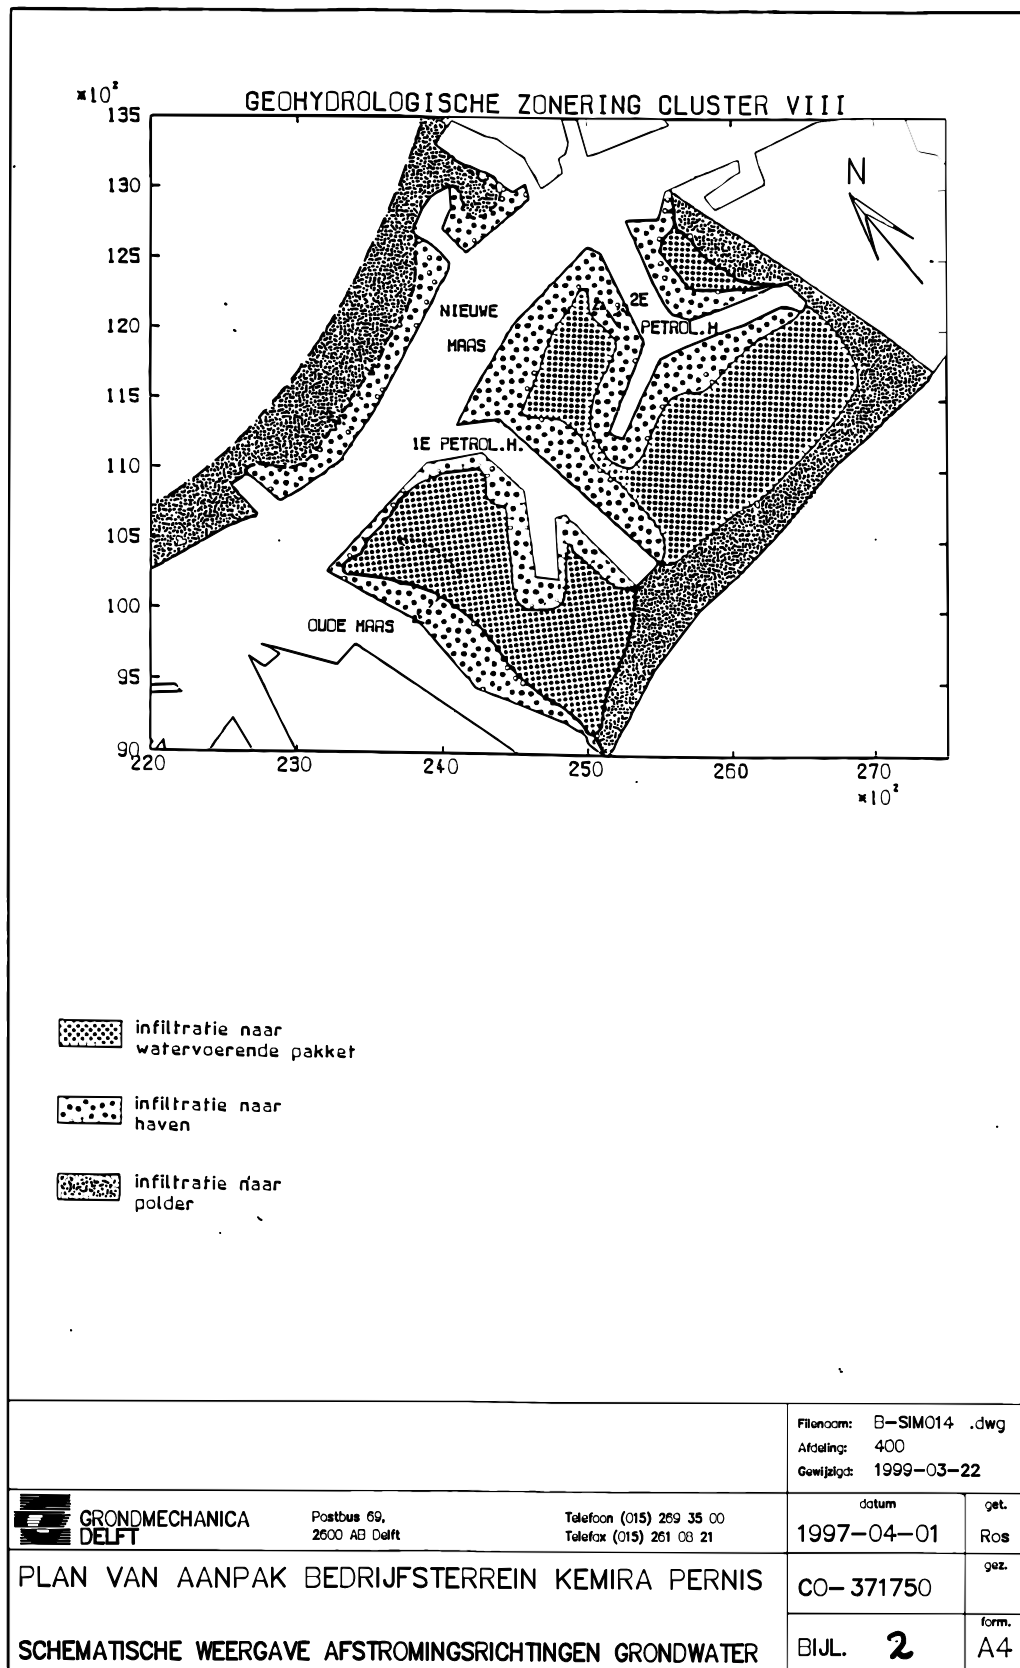 GEOHYDROLOGISCHE ZONERING CLUSTER VIII
×10²
135
130
125
120
115
110
105
100
95
90
220
230
240
250
260
270
×10²
N
NIEUWE
MAAS
2E
PETROL.H
1E PETROL.H.
OUDE MAAS
infiltratie naar
watervoerende pakket
infiltratie naar
haven
infiltratie naar
polder
Filenaam: B-SIM014 .dwg
Afdeling: 400
Gewijzigd: 1999-03-22
GRONDMECHANICA
DELFT
Postbus 69,
2600 AB Delft
Telefoon (015) 269 35 00
Telefax (015) 261 08 21
datum
1997-04-01
get.
Ros
PLAN VAN AANPAK BEDRIJFSTERREIN KEMIRA PERNIS
CO-371750
gez.
SCHEMATISCHE WEERGAVE AFSTROMINGSRICHTINGEN GRONDWATER
BIJL. 2
form.
A4